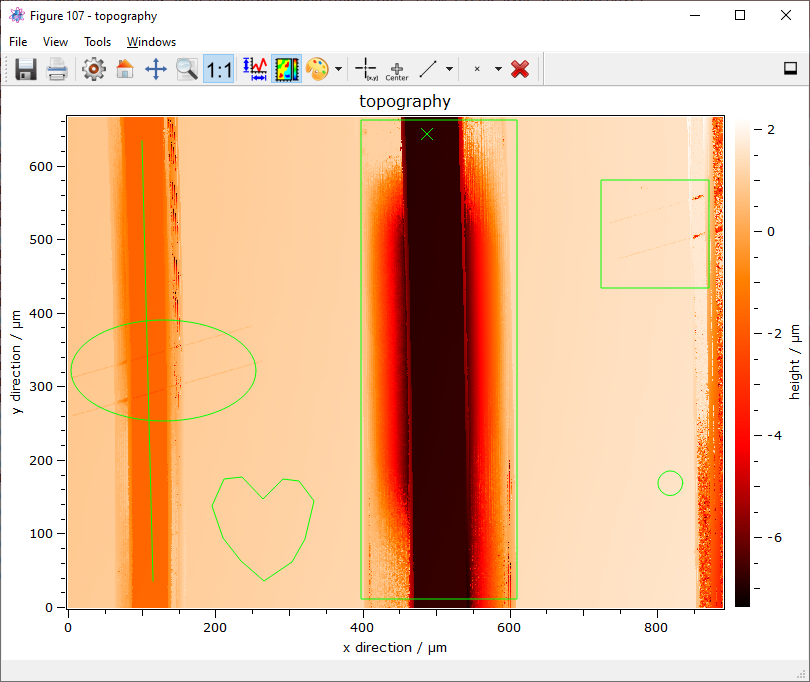 Figure 107 - topography
File View Tools Windows
1:1 (x,y) Center
topography
600
500
400
300
200
100
0
y direction / µm
0 200 400 600 800
x direction / µm
2
0
-2
-4
-6
height / µm